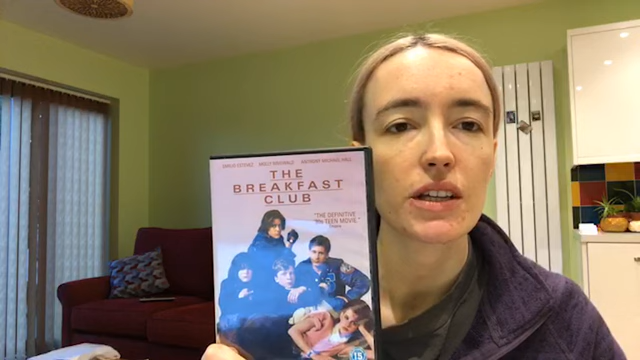 EMILIO ESTEVEZ MOLLY RINGWALD ANTHONY MICHAEL HALL
THE
BREAKFAST
CLUB
"THE DEFINITIVE
'80s TEEN MOVIE."
15